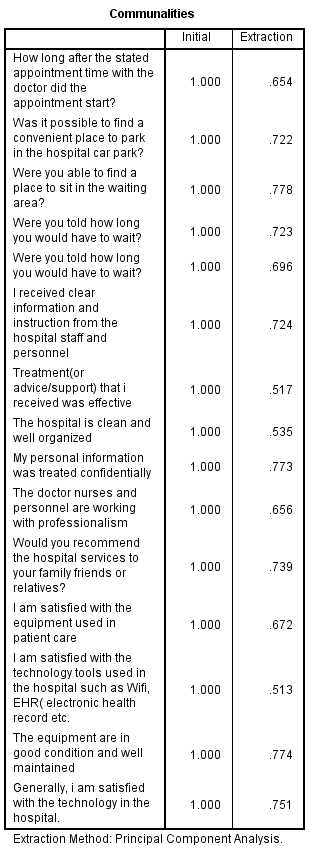 Communalities
Initial Extraction
How long after the stated
appointment time with the
doctor did the
appointment start? 1.000 .654
Was it possible to find a
convenient place to park
in the hospital car park? 1.000 .722
Were you able to find a
place to sit in the waiting
area? 1.000 .778
Were you told how long
you would have to wait? 1.000 .723
Were you told how long
you would have to wait? 1.000 .696
I received clear
information and
instruction from the
hospital staff and
personnel 1.000 .724
Treatment(or
advice/support) that i
received was effective 1.000 .517
The hospital is clean and
well organized 1.000 .535
My personal information
was treated confidentially 1.000 .773
The doctor nurses and
personnel are working
with professionalism 1.000 .656
Would you recommend
the hospital services to
your family friends or
relatives? 1.000 .739
I am satisfied with the
equipment used in
patient care 1.000 .672
I am satisfied with the
technology tools used in
the hospital such as Wifi,
EHR( electronic health
record etc. 1.000 .513
The equipment are in
good condition and well
maintained 1.000 .774
Generally, i am satisfied
with the technology in the
hospital. 1.000 .751
Extraction Method: Principal Component Analysis.